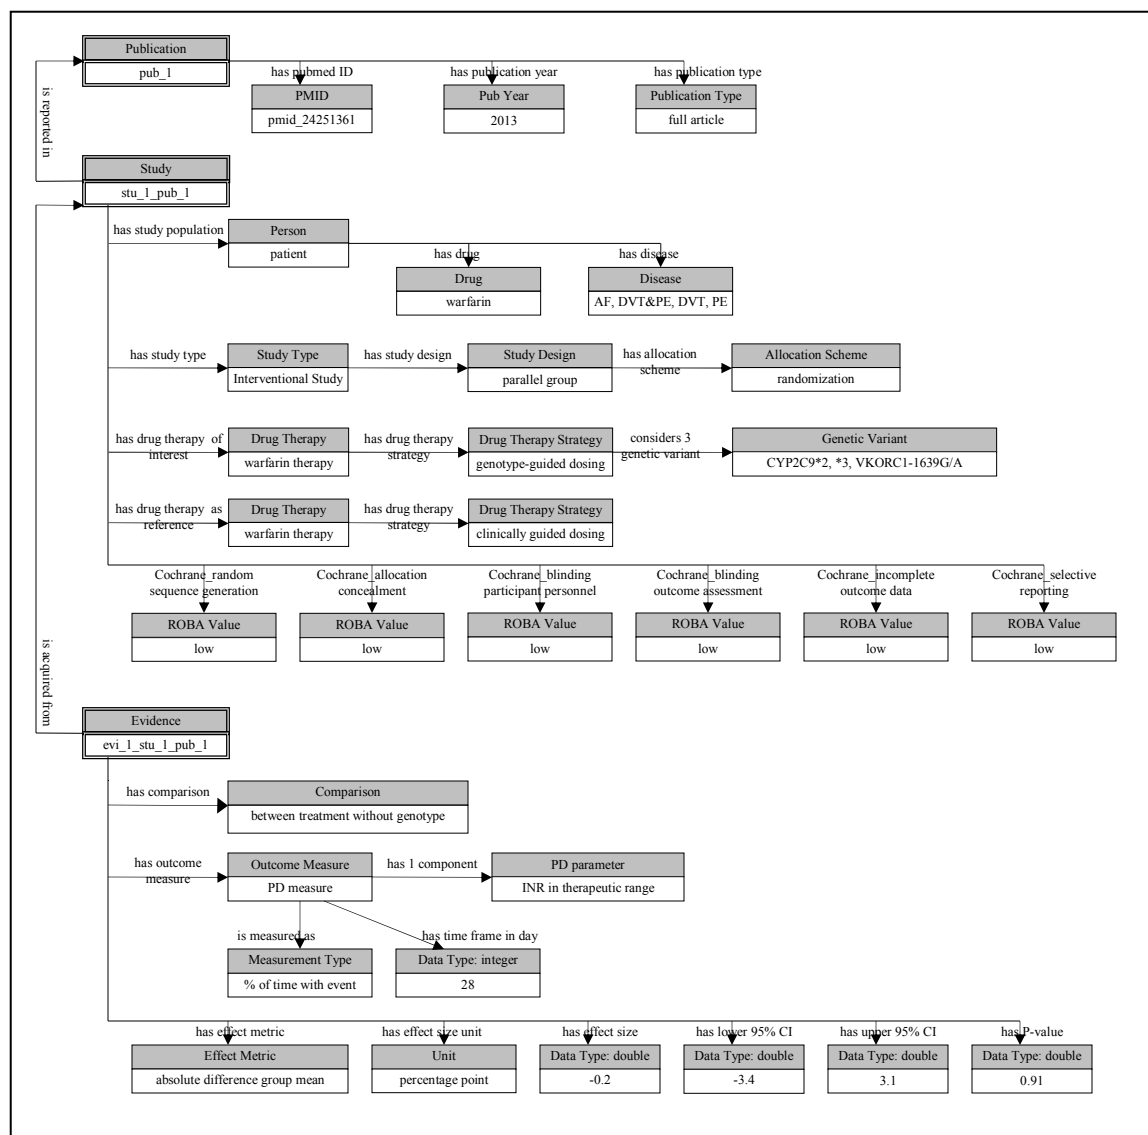 Publication
pub_1
has pubmed ID
has publication year
has publication type
PMID
Pub Year
Publication Type
pmid_24251361
2013
full article
is reported in
Study
stu_1_pub_1
has study population
Person
patient
has drug
has disease
Drug
Disease
warfarin
AF, DVT&PE, DVT, PE
has study type
Study Type
Interventional Study
has study design
Study Design
parallel group
has allocation
scheme
Allocation Scheme
randomization
has drug therapy of
interest
Drug Therapy
warfarin therapy
has drug therapy
strategy
Drug Therapy Strategy
genotype-guided dosing
considers 3
genetic variant
Genetic Variant
CYP2C9*2, *3, VKORC1-1639G/A
has drug therapy as
reference
Drug Therapy
warfarin therapy
has drug therapy
strategy
Drug Therapy Strategy
clinically guided dosing
Cochrane_random
sequence generation
Cochrane_allocation
concealment
Cochrane_blinding
participant personnel
Cochrane_blinding
outcome assessment
Cochrane_incomplete
outcome data
Cochrane_selective
reporting
ROBA Value
ROBA Value
ROBA Value
ROBA Value
ROBA Value
ROBA Value
low
low
low
low
low
low
is acquired from
Evidence
evi_1_stu_1_pub_1
has comparison
Comparison
between treatment without genotype
has outcome
measure
Outcome Measure
PD measure
has 1 component
PD parameter
INR in therapeutic range
is measured as
has time frame in day
Measurement Type
Data Type: integer
% of time with event
28
has effect metric
has effect size unit
has effect size
has lower 95% CI
has upper 95% CI
has P-value
Effect Metric
Unit
Data Type: double
Data Type: double
Data Type: double
Data Type: double
absolute difference group mean
percentage point
-0.2
-3.4
3.1
0.91